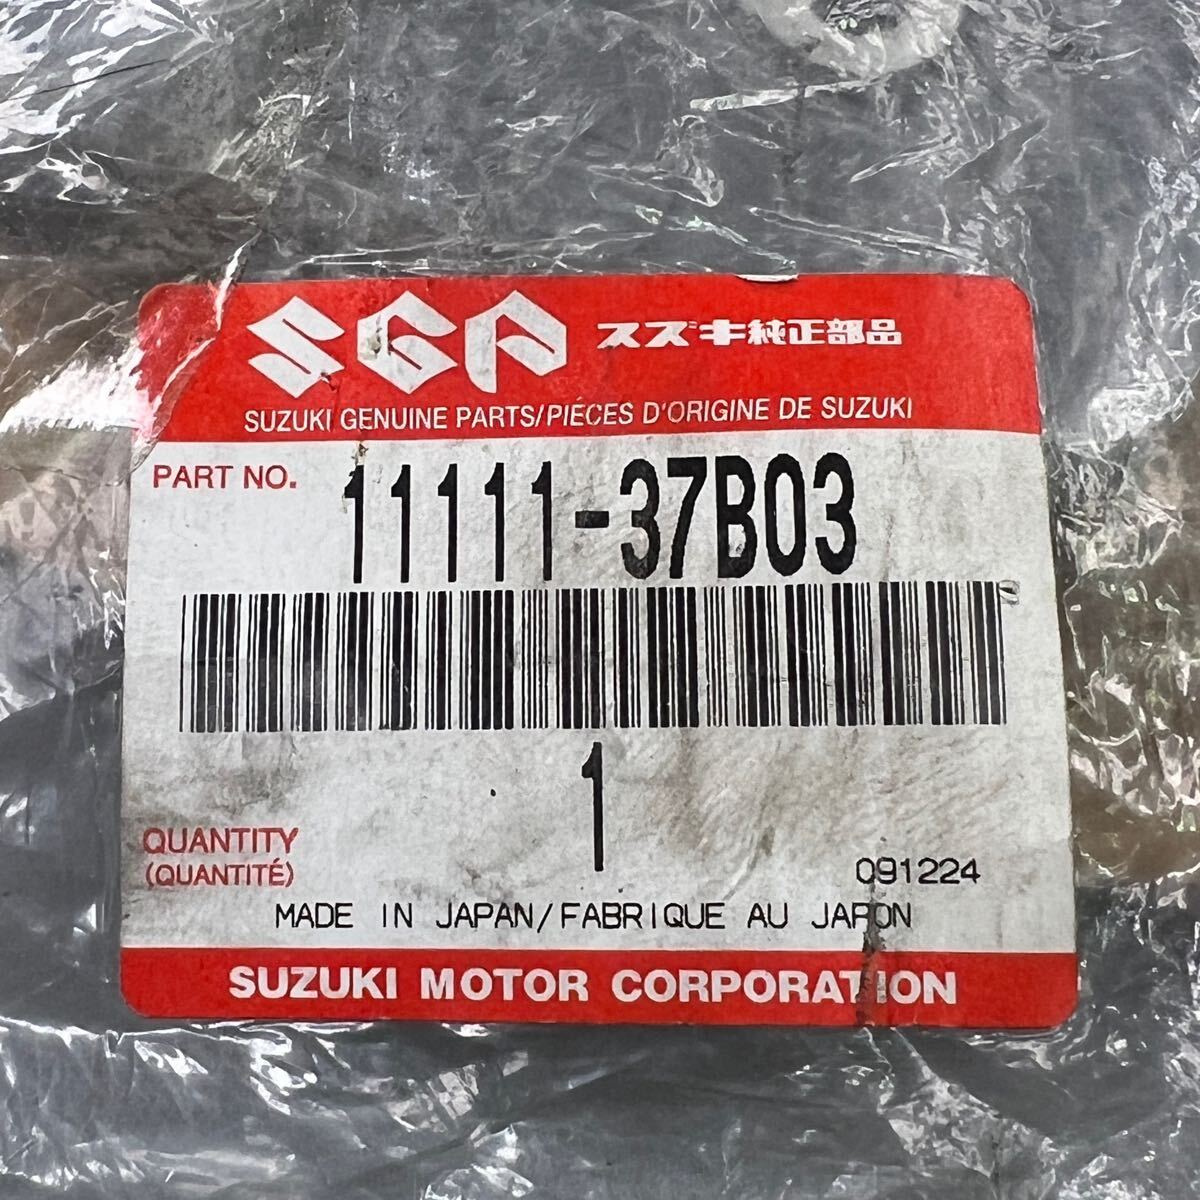 SGP スズキ純正部品
SUZUKI GENUINE PARTS/PIÈCES D'ORIGINE DE SUZUKI
PART NO. 11111-37B03
1
QUANTITY
(QUANTITÉ)
091224
MADE IN JAPAN/FABRIQUE AU JAPON
SUZUKI MOTOR CORPORATION